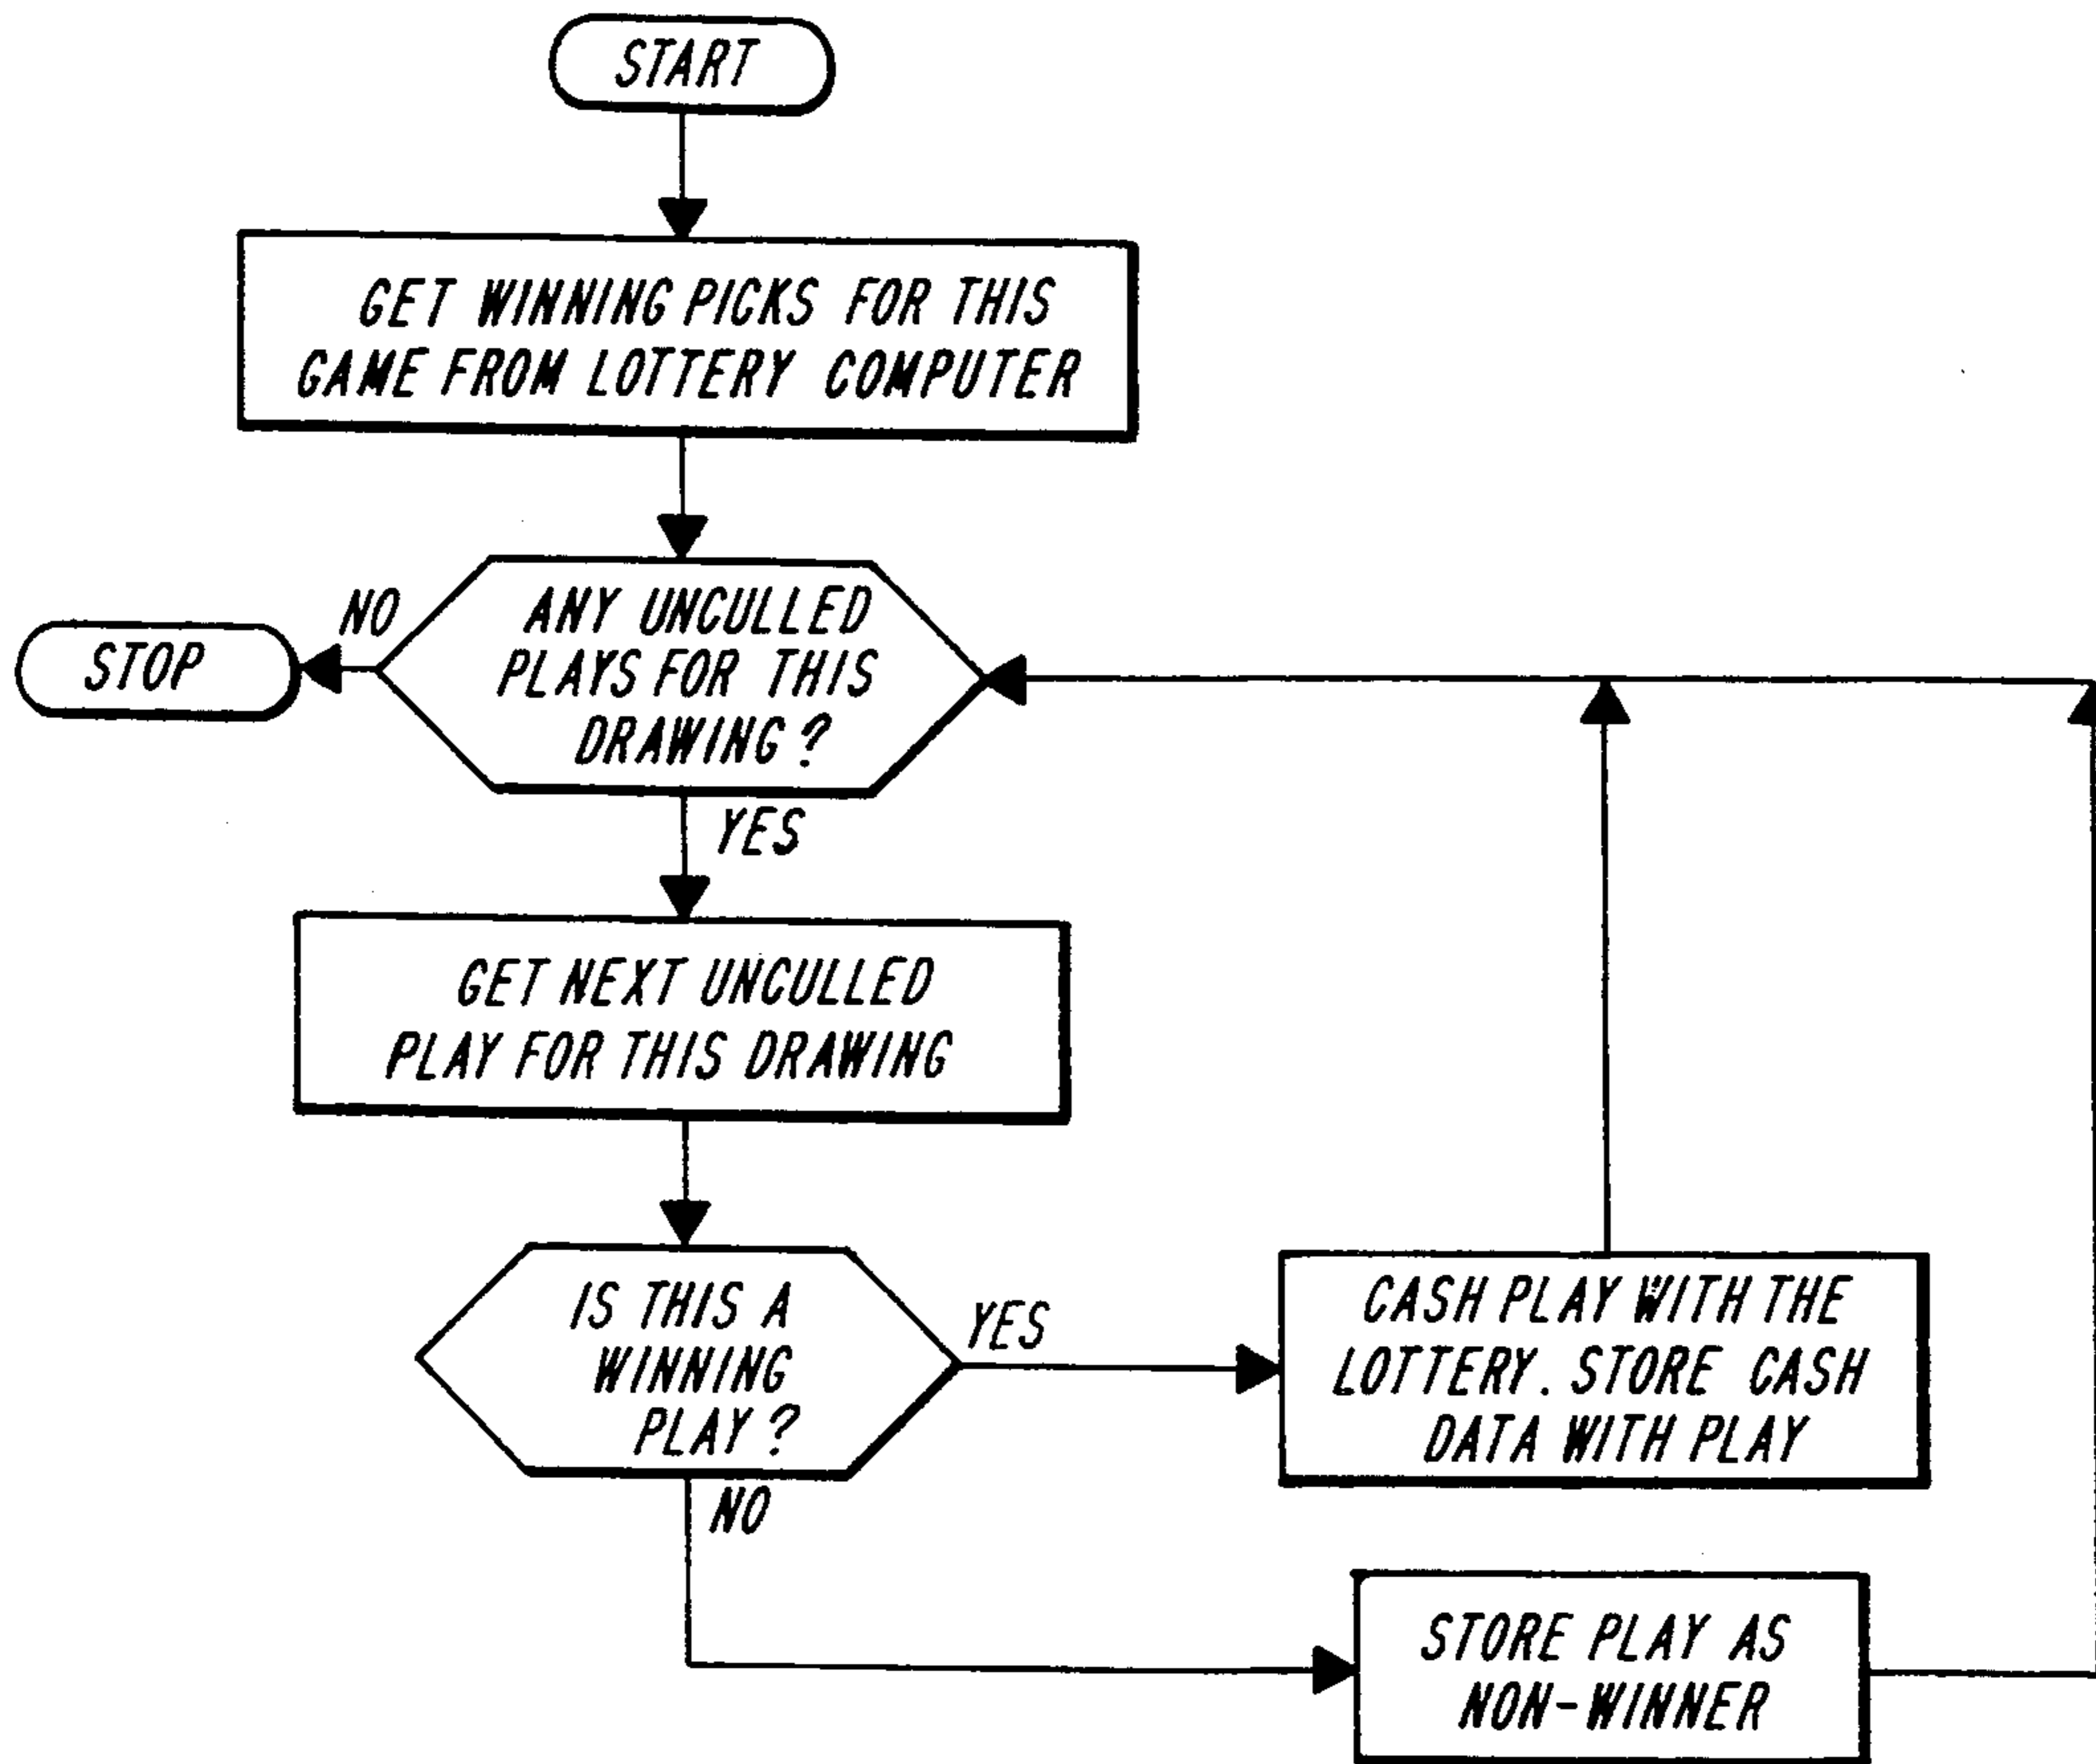 START
GET WINNING PICKS FOR THIS
GAME FROM LOTTERY COMPUTER
ANY UNCULLED
PLAYS FOR THIS
DRAWING?
NO
STOP
YES
GET NEXT UNCULLED
PLAY FOR THIS DRAWING
IS THIS A
WINNING
PLAY?
YES
CASH PLAY WITH THE
LOTTERY. STORE CASH
DATA WITH PLAY
NO
STORE PLAY AS
NON-WINNER